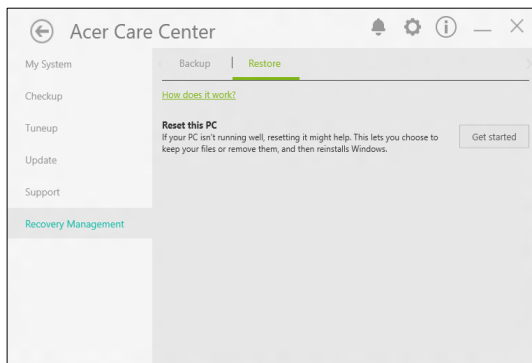 Acer Care Center
My System
Checkup
Tuneup
Update
Support
Recovery Management
Backup
Restore
How does it work?
Reset this PC
If your PC isn't running well, resetting it might help. This lets you choose to
keep your files or remove them, and then reinstalls Windows.
Get started